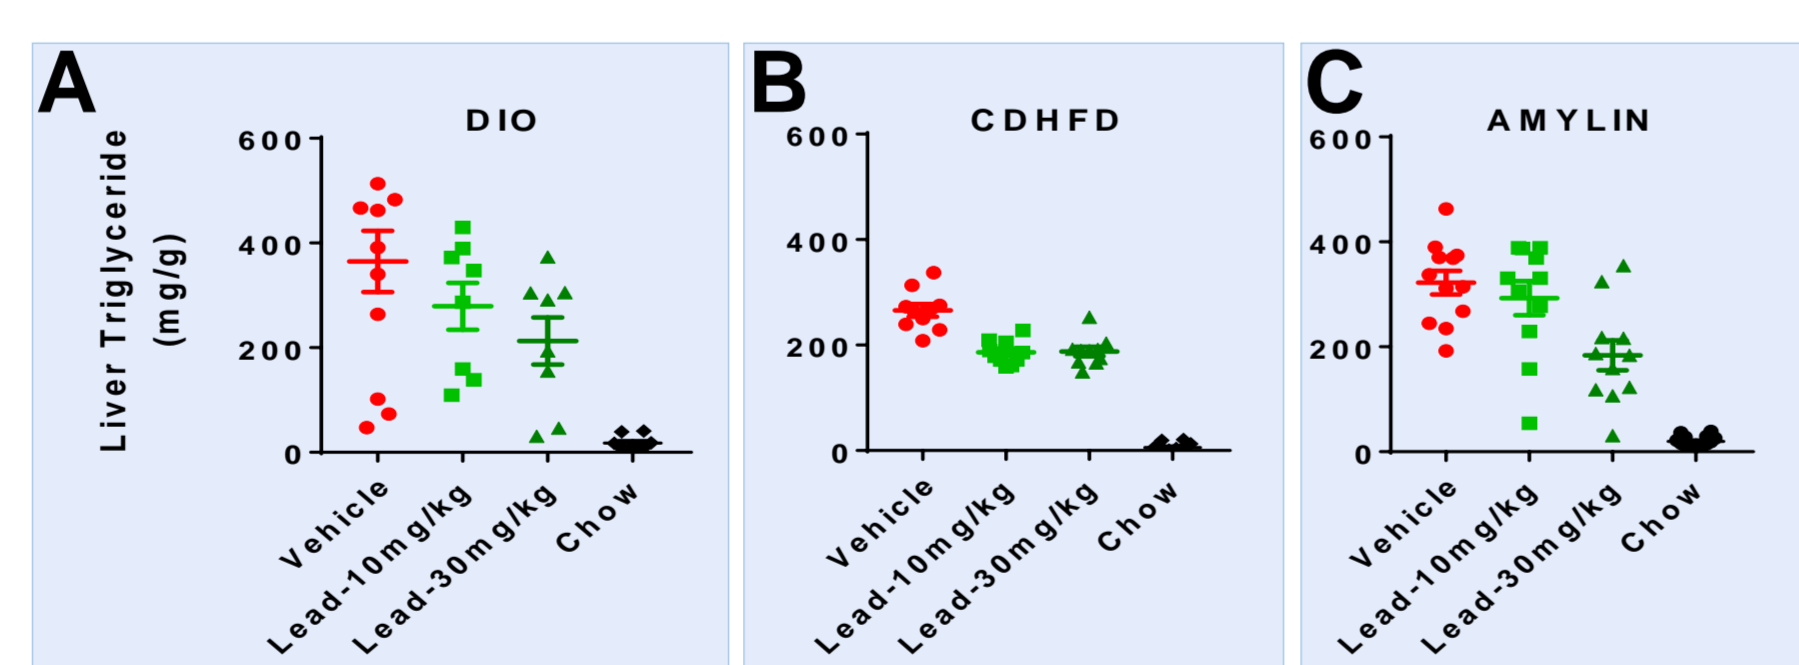 A
DIO
Liver Triglyceride
(mg/g)
600
400
200
0
Vehicle
Lead-10mg/kg
Lead-30mg/kg
Chow
B
CDHFD
600
400
200
0
Vehicle
Lead-10mg/kg
Lead-30mg/kg
Chow
C
AMYLIN
600
400
200
0
Vehicle
Lead-10mg/kg
Lead-30mg/kg
Chow